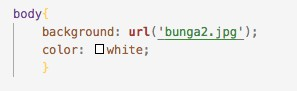 body{
background: url('bunga2.jpg');
color: white;
}